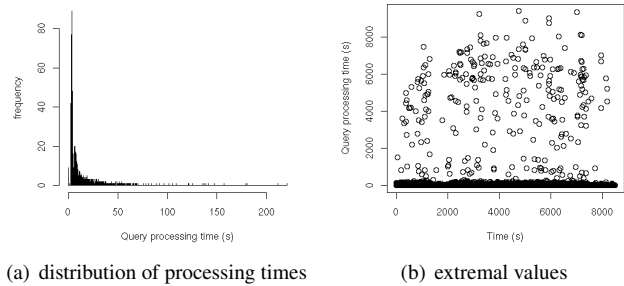 frequency
80
60
40
20
0
0 50 100 150 200
Query processing time (s)
(a) distribution of processing times
Query processing time (s)
8000
6000
4000
2000
0
0 2000 4000 6000 8000
Time (s)
(b) extremal values